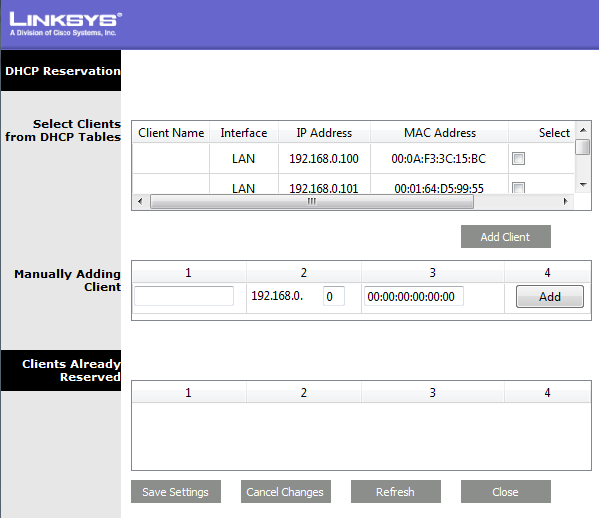 LINKSYS®
A Division of Cisco Systems, Inc.
DHCP Reservation
Select Clients
from DHCP Tables
Client Name Interface IP Address MAC Address Select
LAN 192.168.0.100 00:0A:F3:3C:15:BC
LAN 192.168.0.101 00:01:64:D5:99:55
Add Client
Manually Adding
Client
1 2 3 4
192.168.0. 0 00:00:00:00:00:00 Add
Clients Already
Reserved
1 2 3 4
Save Settings Cancel Changes Refresh Close